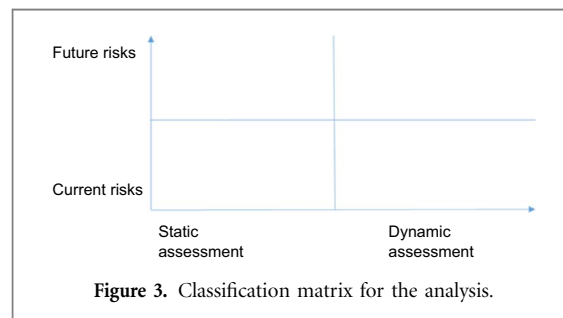 Future risks
Current risks
Static
assessment
Dynamic
assessment
Figure 3. Classification matrix for the analysis.